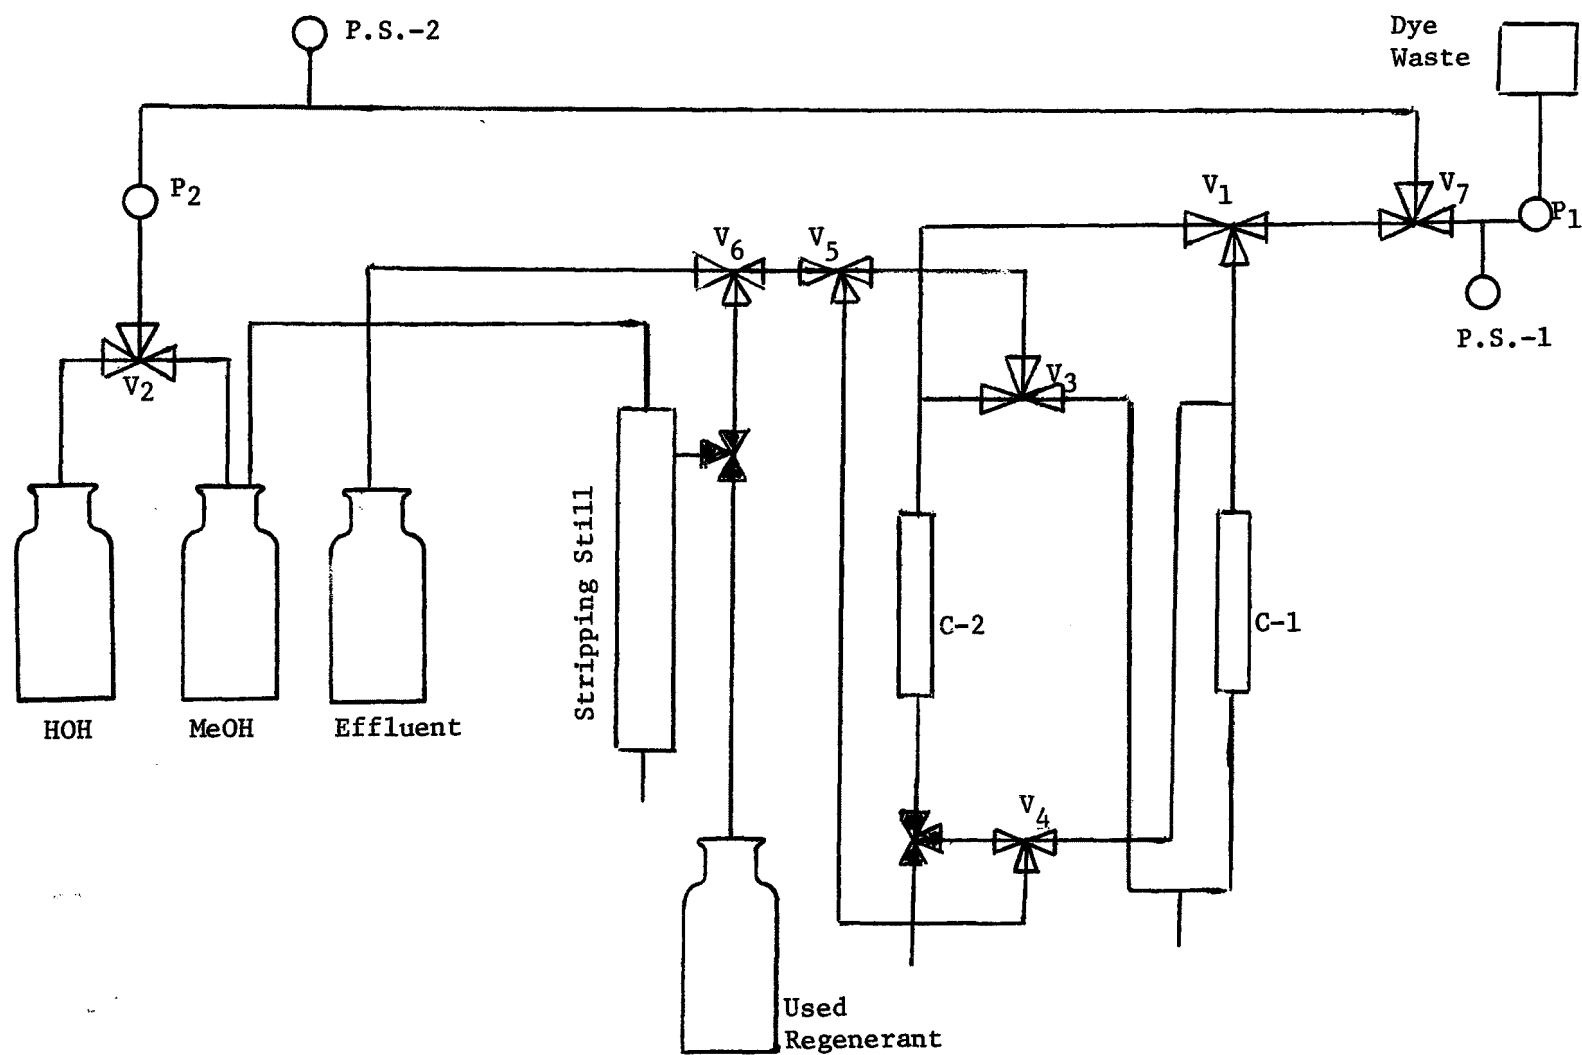 P.S.-2
Dye
Waste
P2
V1
V7
P1
V6
V5
P.S.-1
V2
V3
Stripping Still
C-2
C-1
HOH
MeOH
Effluent
V4
Used
Regenerant